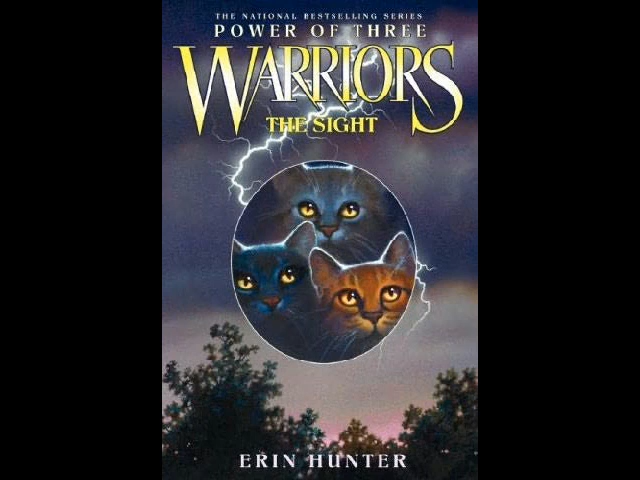 THE NATIONAL BESTSELLING SERIES
POWER OF THREE
WARRIORS
THE SIGHT
ERIN HUNTER